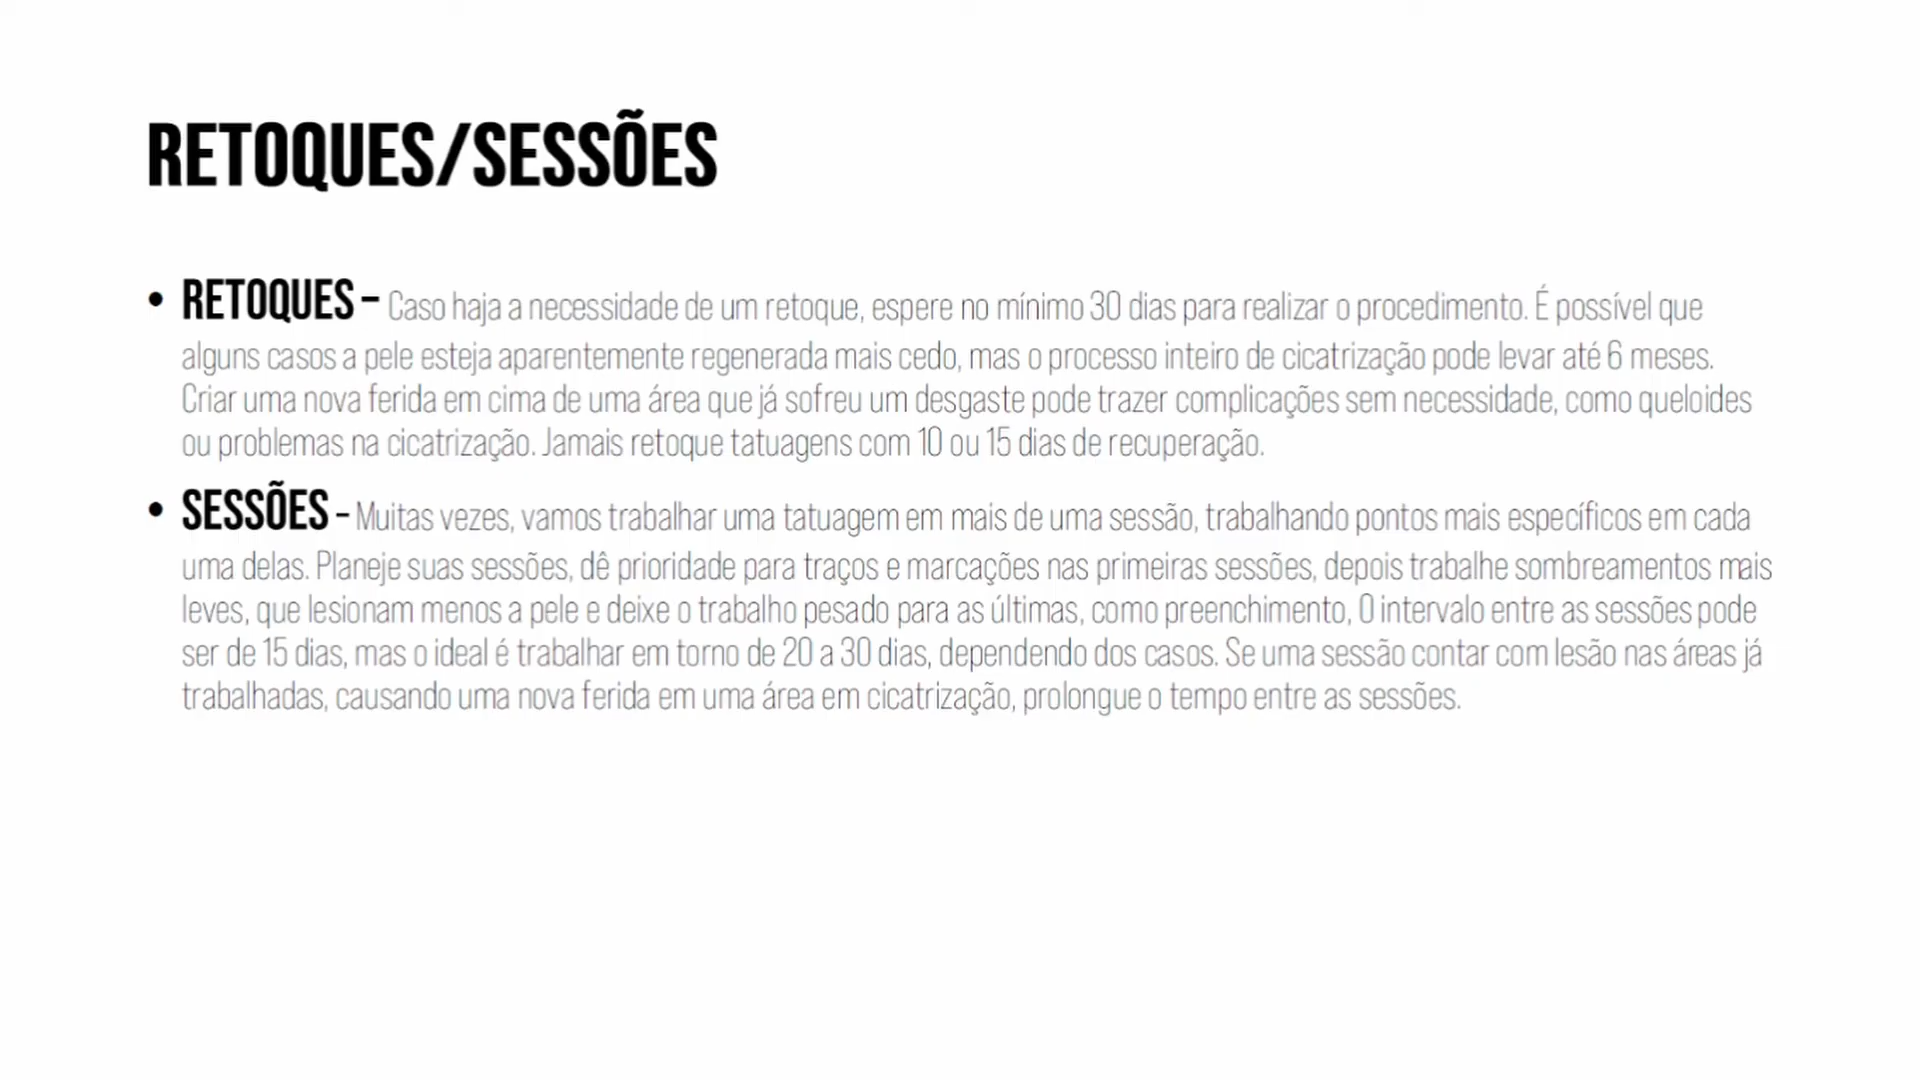 RETOQUES/SESSÕES
• RETOQUES – Caso haja a necessidade de um retoque, espere no mínimo 30 dias para realizar o procedimento. É possível que
alguns casos a pele esteja aparentemente regenerada mais cedo, mas o processo inteiro de cicatrização pode levar até 6 meses.
Criar uma nova ferida em cima de uma área que já sofreu um desgaste pode trazer complicações sem necessidade, como queloides
ou problemas na cicatrização. Jamais retoque tatuagens com 10 ou 15 dias de recuperação.
• SESSÕES – Muitas vezes, vamos trabalhar uma tatuagem em mais de uma sessão, trabalhando pontos mais específicos em cada
uma delas. Planeje suas sessões, dê prioridade para traços e marcações nas primeiras sessões, depois trabalhe sombreamentos mais
leves, que lesionam menos a pele e deixe o trabalho pesado para as últimas, como preenchimento, O intervalo entre as sessões pode
ser de 15 dias, mas o ideal é trabalhar em torno de 20 a 30 dias, dependendo dos casos. Se uma sessão contar com lesão nas áreas já
trabalhadas, causando uma nova ferida em uma área em cicatrização, prolongue o tempo entre as sessões.